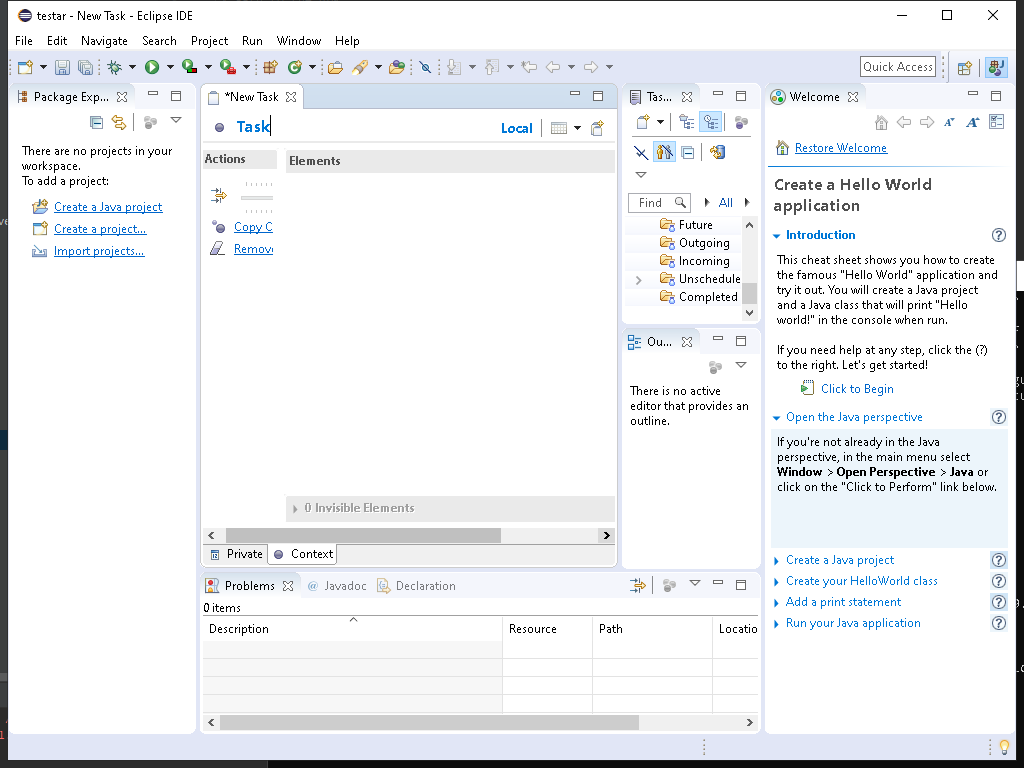 testar - New Task - Eclipse IDE
File Edit Navigate Search Project Run Window Help
Quick Access
Package Exp...
There are no projects in your
workspace.
To add a project:
Create a Java project
Create a project...
Import projects...
*New Task
Task
Local
Actions
Elements
Copy C
Remove
0 Invisible Elements
Private
Context
Tas...
Find
All
Future
Outgoing
Incoming
Unschedule
Completed
Ou...
There is no active
editor that provides an
outline.
Problems
@ Javadoc
Declaration
0 items
Description Resource Path Locatio
Welcome
Restore Welcome
Create a Hello World
application
Introduction
This cheat sheet shows you how to create
the famous "Hello World" application and
try it out. You will create a Java project
and a Java class that will print "Hello
world!" in the console when run.
If you need help at any step, click the (?)
to the right. Let's get started!
Click to Begin
Open the Java perspective
If you're not already in the Java
perspective, in the main menu select
Window > Open Perspective > Java or
click on the "Click to Perform" link below.
Create a Java project
Create your HelloWorld class
Add a print statement
Run your Java application